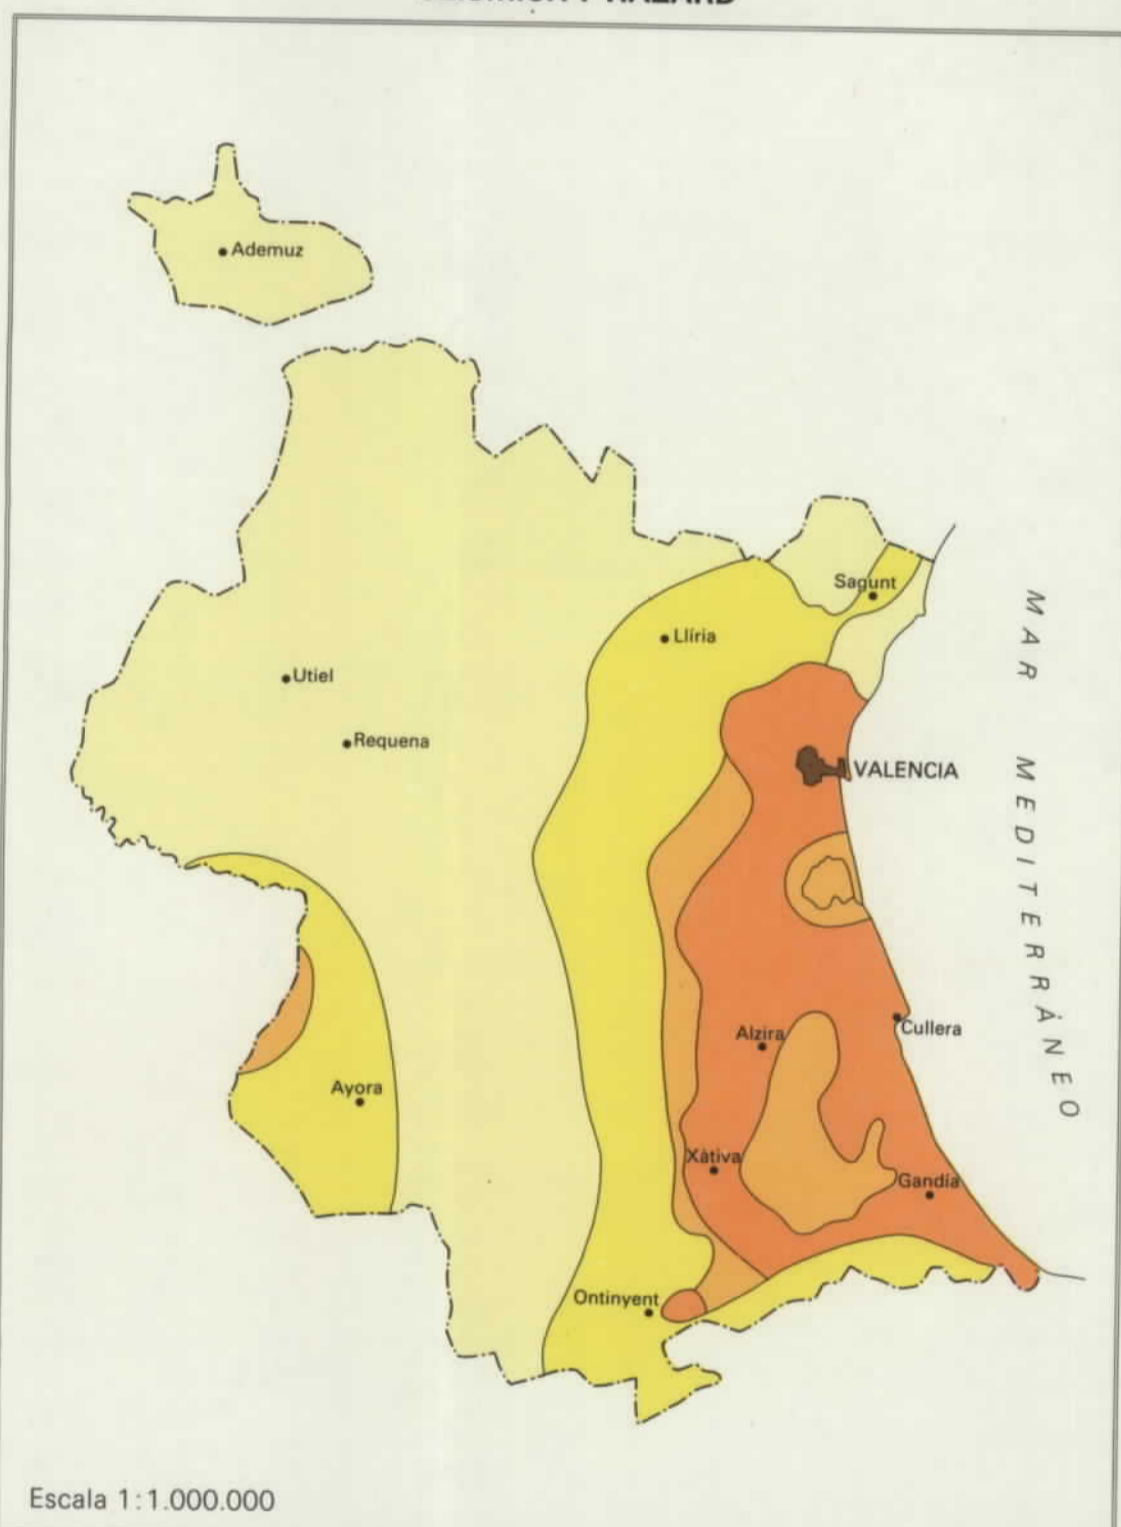 HAZARD
Ademuz
Sagunt
Llíria
Utiel
Requena
VALENCIA
MAR MEDITERRÁNEO
Cullera
Alzira
Ayora
Xàtiva
Gandía
Ontinyent
Escala 1:1.000.000